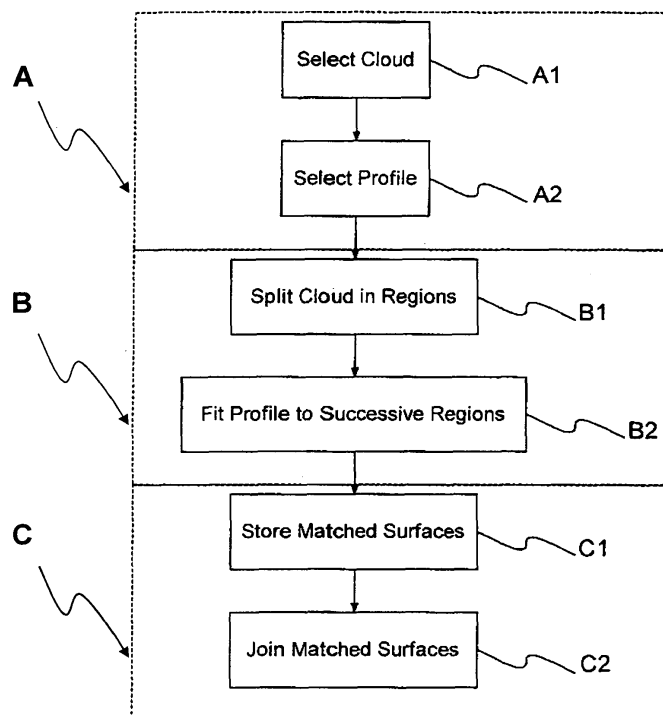 A
Select Cloud
A1
Select Profile
A2
B
Split Cloud in Regions
B1
Fit Profile to Successive Regions
B2
C
Store Matched Surfaces
C1
Join Matched Surfaces
C2